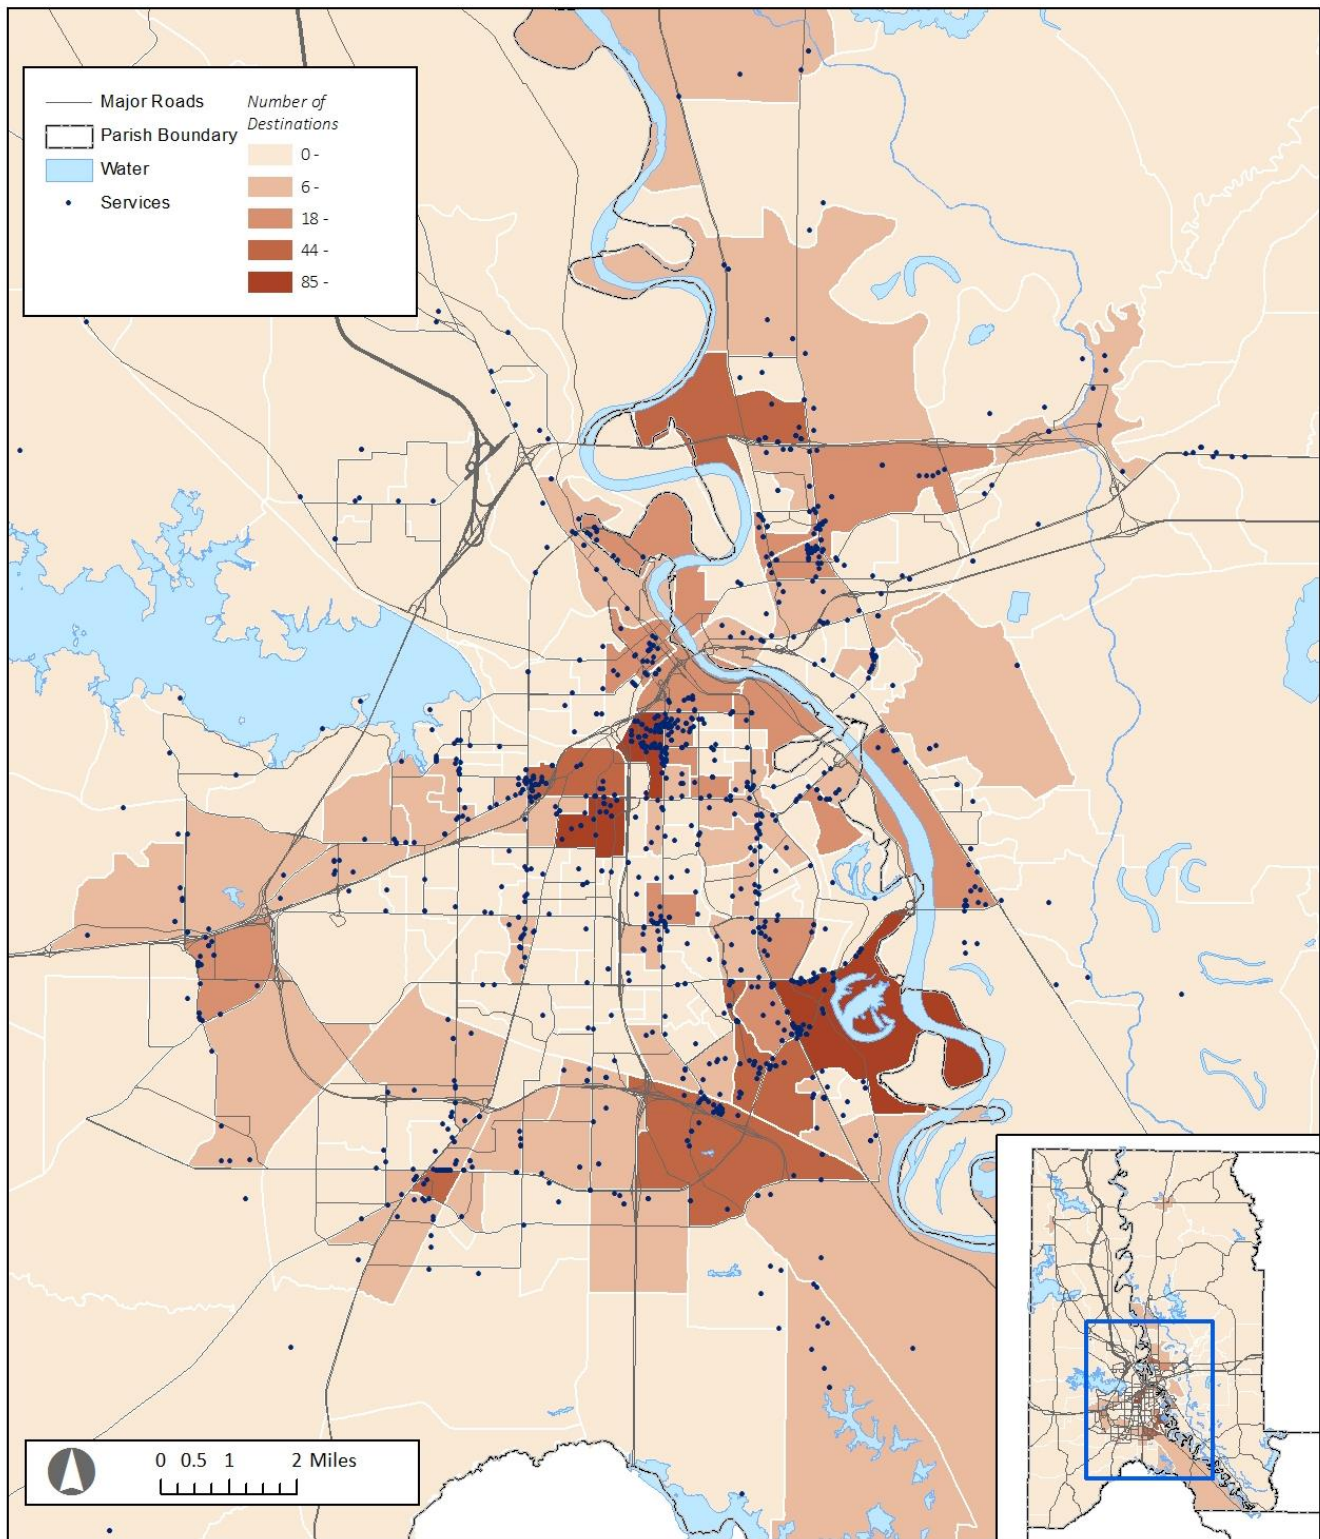 Major Roads
Parish Boundary
Water
Services
Number of
Destinations
0 -
6 -
18 -
44 -
85 -
0 0.5 1 2 Miles